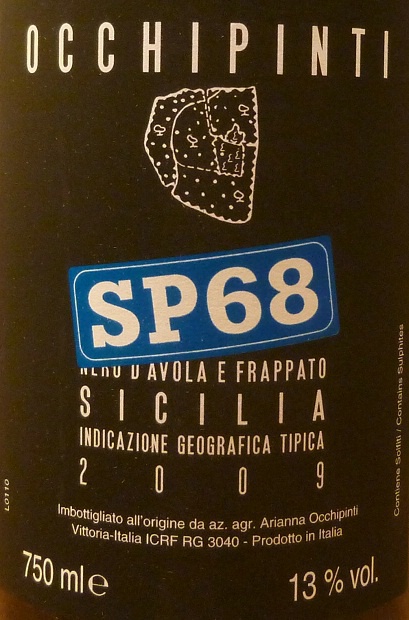 OCCHIPINTI
SP68
NERO D'AVOLA E FRAPPATO
SICILIA
INDICAZIONE GEOGRAFICA TIPICA
2009
Imbottigliato all'origine da az. agr. Arianna Occhipinti
Vittoria-Italia ICRF RG 3040 - Prodotto in Italia
750 ml e
13 % vol.
L0110
Contiene Solfiti / Contains Sulphites